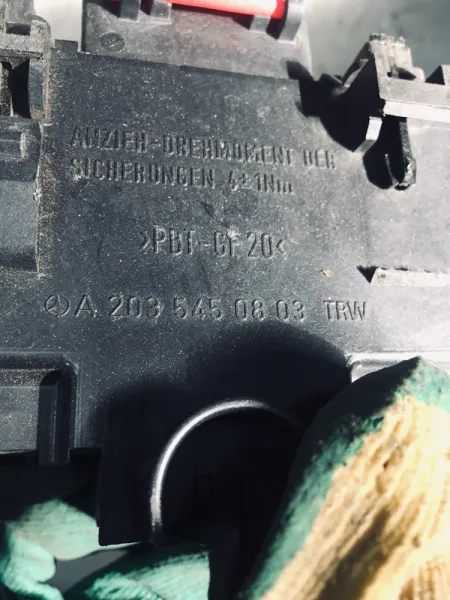 ANZIEH-DREHMOMENT DER
SICHERUNGEN 4±1Nm
>PBT-GF20<
A 203 545 08 03 TRW